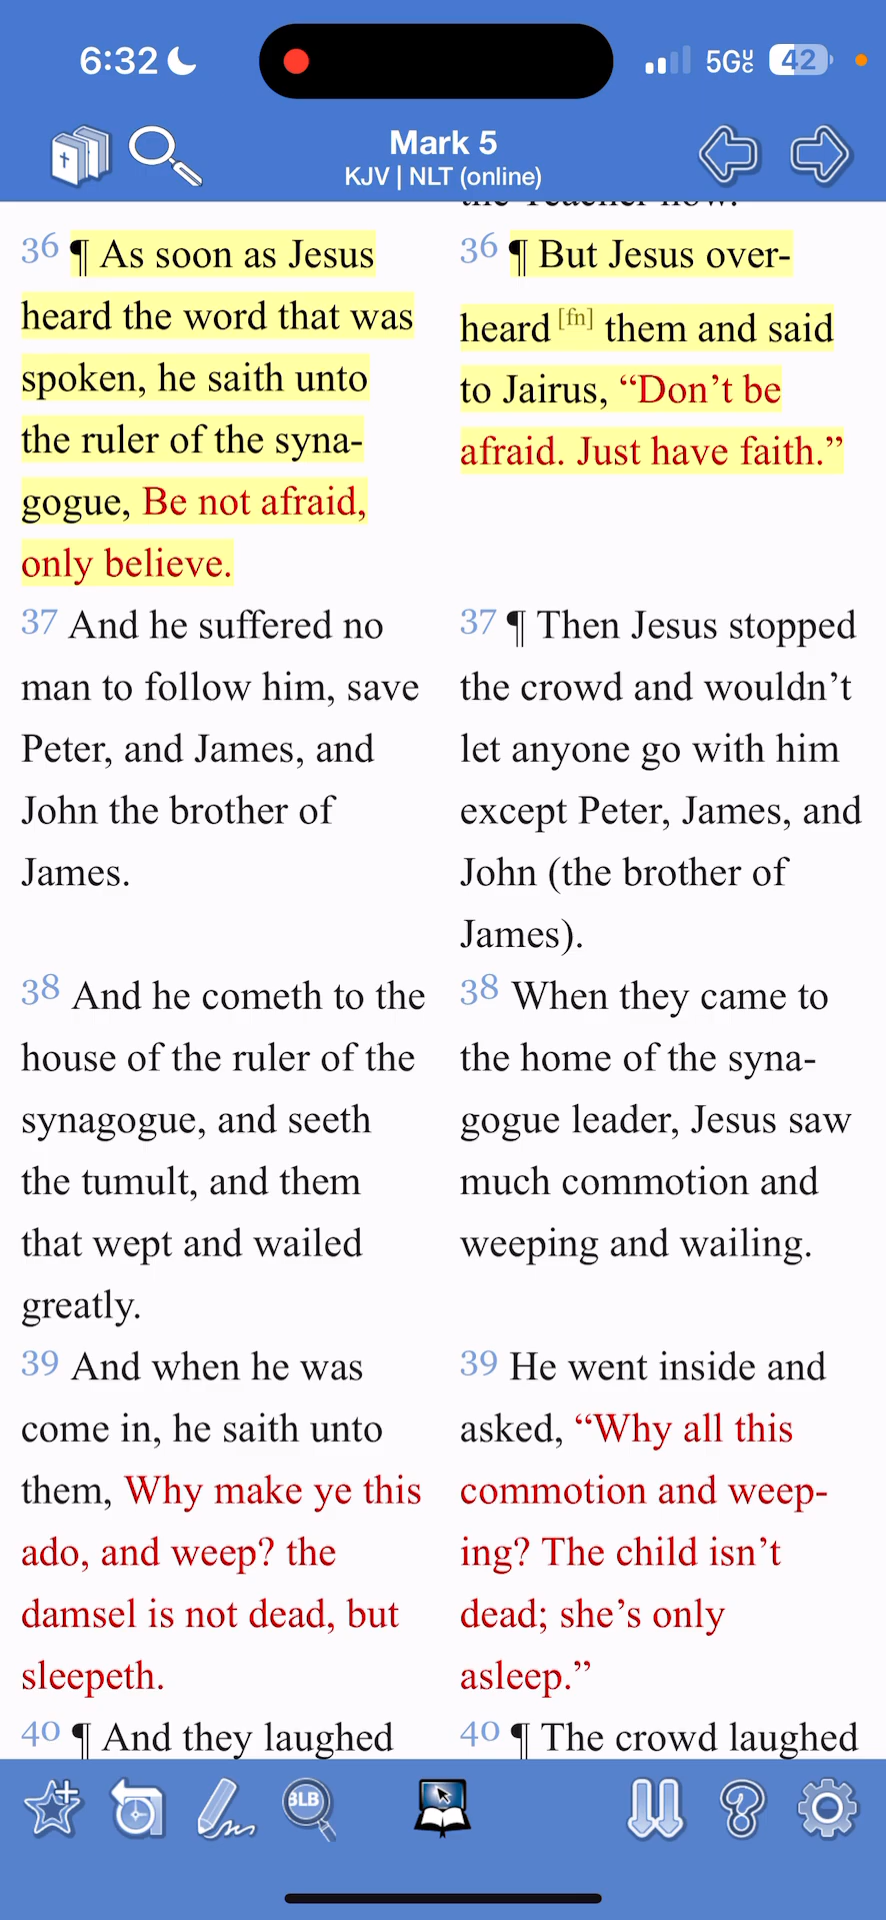 6:32
5G
42
Mark 5
KJV | NLT (online)
the Teacher now."
36 ¶ As soon as Jesus
heard the word that was
spoken, he saith unto
the ruler of the syna-
gogue, Be not afraid,
only believe.
37 And he suffered no
man to follow him, save
Peter, and James, and
John the brother of
James.
38 And he cometh to the
house of the ruler of the
synagogue, and seeth
the tumult, and them
that wept and wailed
greatly.
39 And when he was
come in, he saith unto
them, Why make ye this
ado, and weep? the
damsel is not dead, but
sleepeth.
40 ¶ And they laughed
36 ¶ But Jesus over-
heard [fn] them and said
to Jairus, “Don’t be
afraid. Just have faith.”
37 ¶ Then Jesus stopped
the crowd and wouldn’t
let anyone go with him
except Peter, James, and
John (the brother of
James).
38 When they came to
the home of the syna-
gogue leader, Jesus saw
much commotion and
weeping and wailing.
39 He went inside and
asked, “Why all this
commotion and weep-
ing? The child isn’t
dead; she’s only
asleep.”
40 ¶ The crowd laughed
BLB